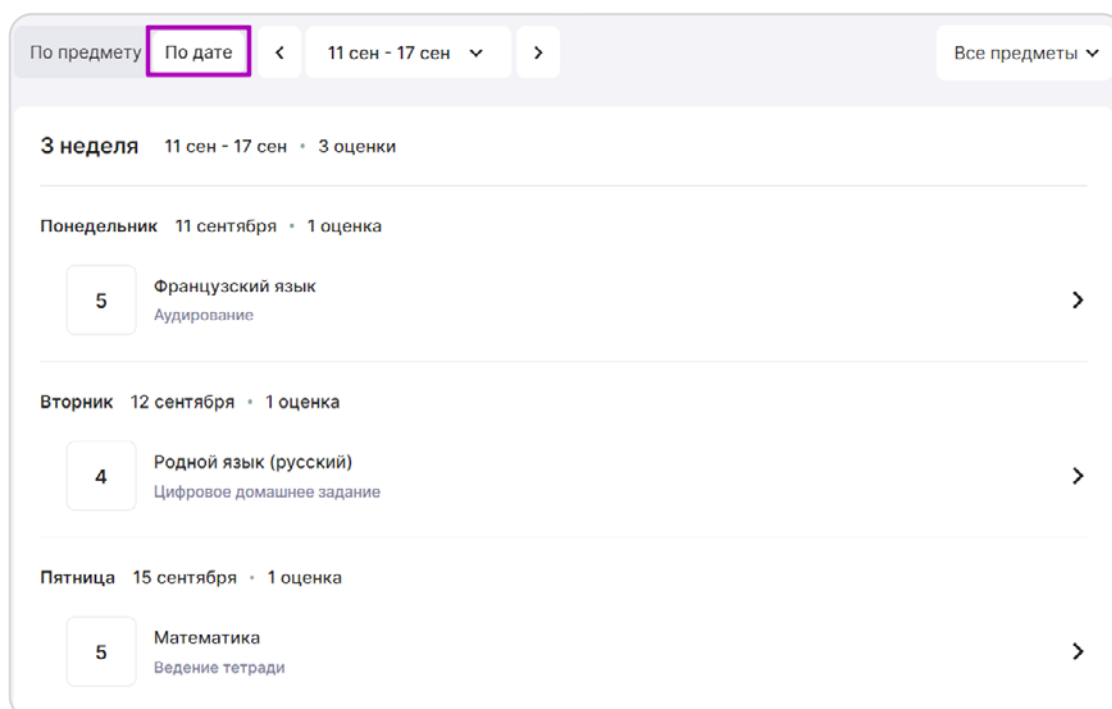 По предмету По дате 11 сен - 17 сен Все предметы
3 неделя 11 сен - 17 сен • 3 оценки
Понедельник 11 сентября • 1 оценка
5 Французский язык
Аудирование
Вторник 12 сентября • 1 оценка
4 Родной язык (русский)
Цифровое домашнее задание
Пятница 15 сентября • 1 оценка
5 Математика
Ведение тетради